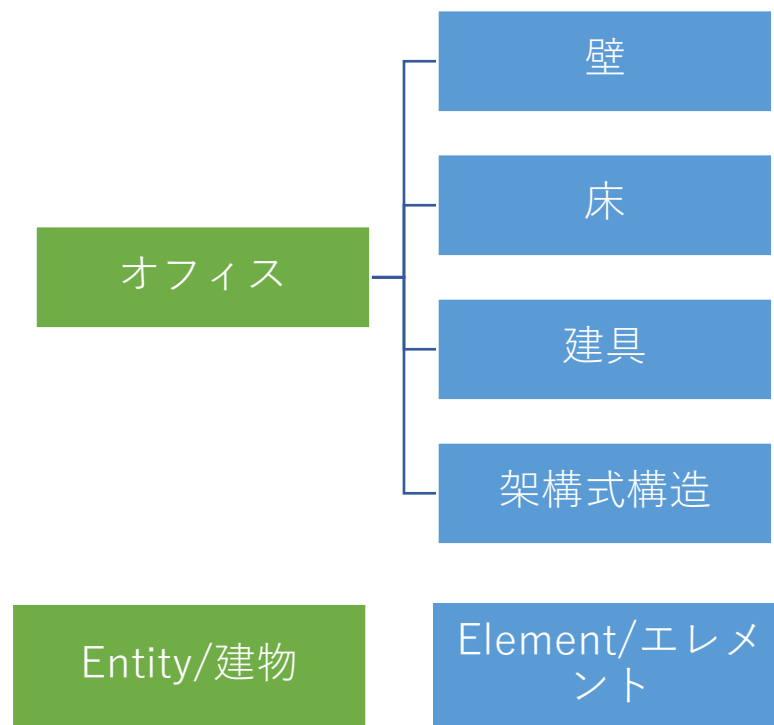 壁
床
オフィス
建具
架構式構造
Entity/建物
Element/エレメ
ント